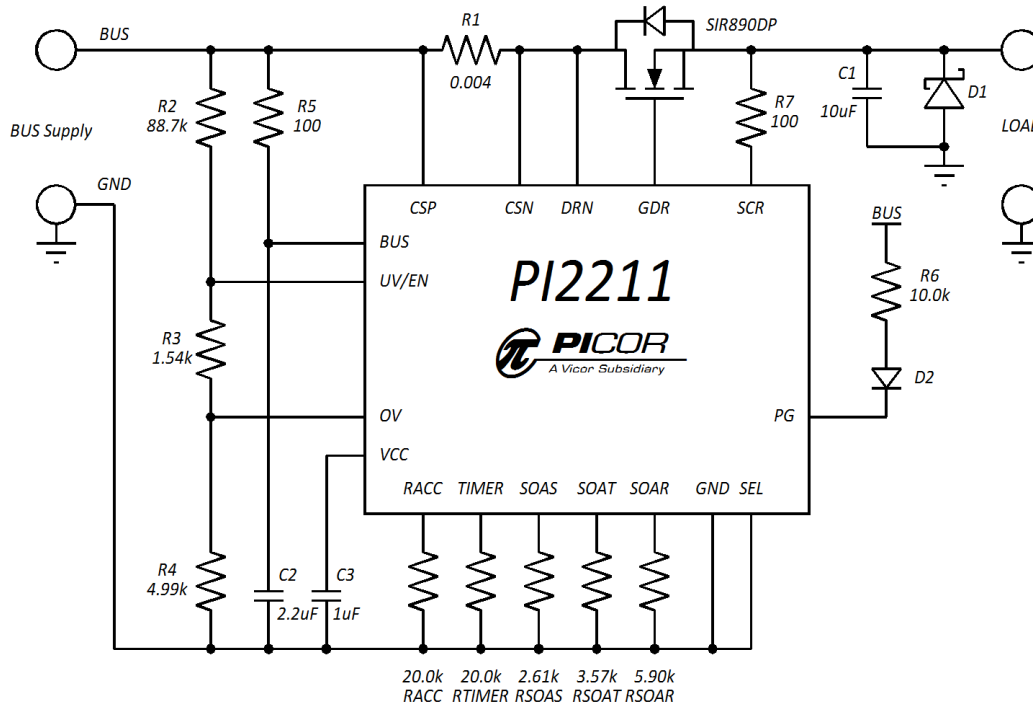 R1
SIR890DP
BUS
0.004
C1
10uF
D1
R2
88.7k
R5
100
R7
100
BUS Supply
LOA
GND
CSP
CSN
DRN
GDR
SCR
BUS
BUS
UV/EN
PI2211
R6
10.0k
R3
1.54k
π PICOR
A Vicor Subsidiary
D2
OV
PG
VCC
RACC
TIMER
SOAS
SOAT
SOAR
GND
SEL
R4
4.99k
C2
2.2uF
C3
1uF
20.0k
RACC
20.0k
RTIMER
2.61k
RSOAS
3.57k
RSOAT
5.90k
RSOAR